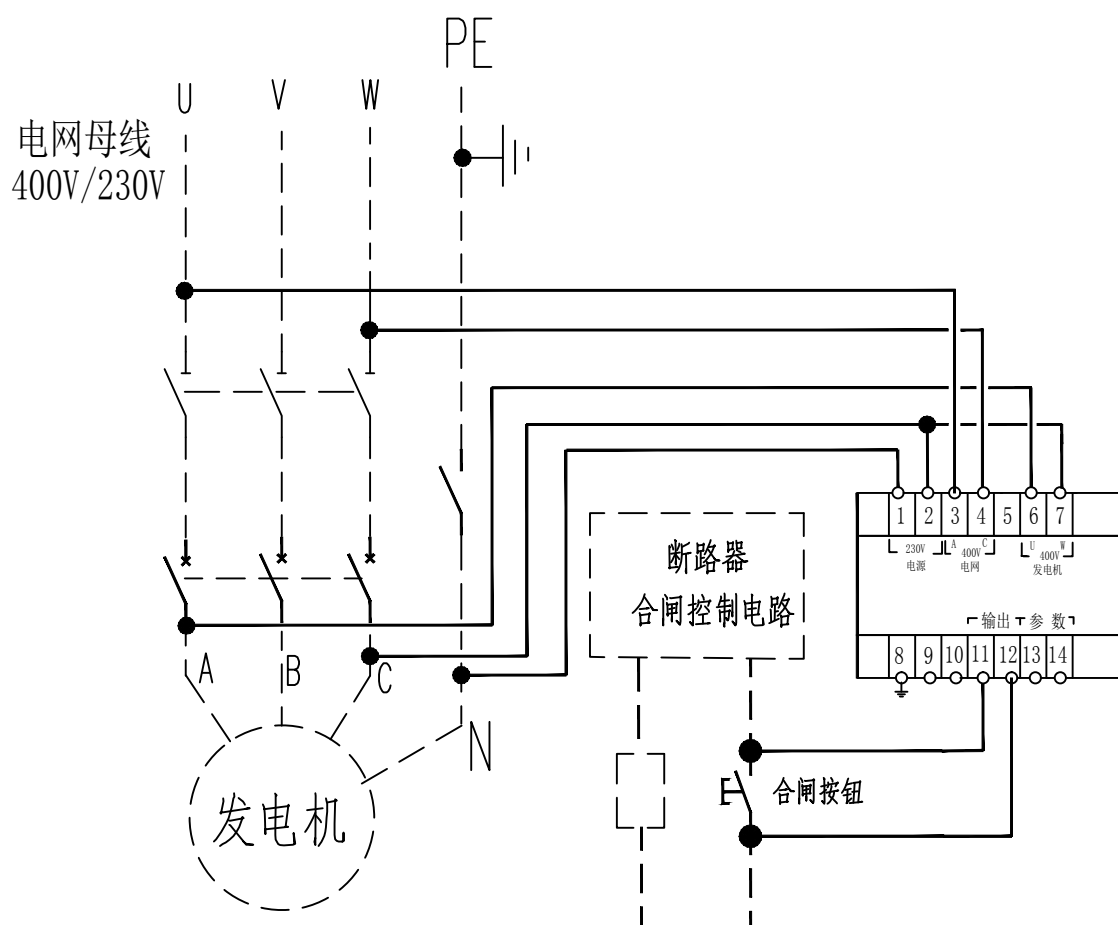 PE
U
V
W
电网母线
400V/230V
1 2 3 4 5 6 7
230V
电源
A
C
400V
电网
U
W
400V
发电机
输出
参 数
8 9 10 11 12 13 14
断路器
合闸控制电路
A
B
C
N
发电机
合闸按钮